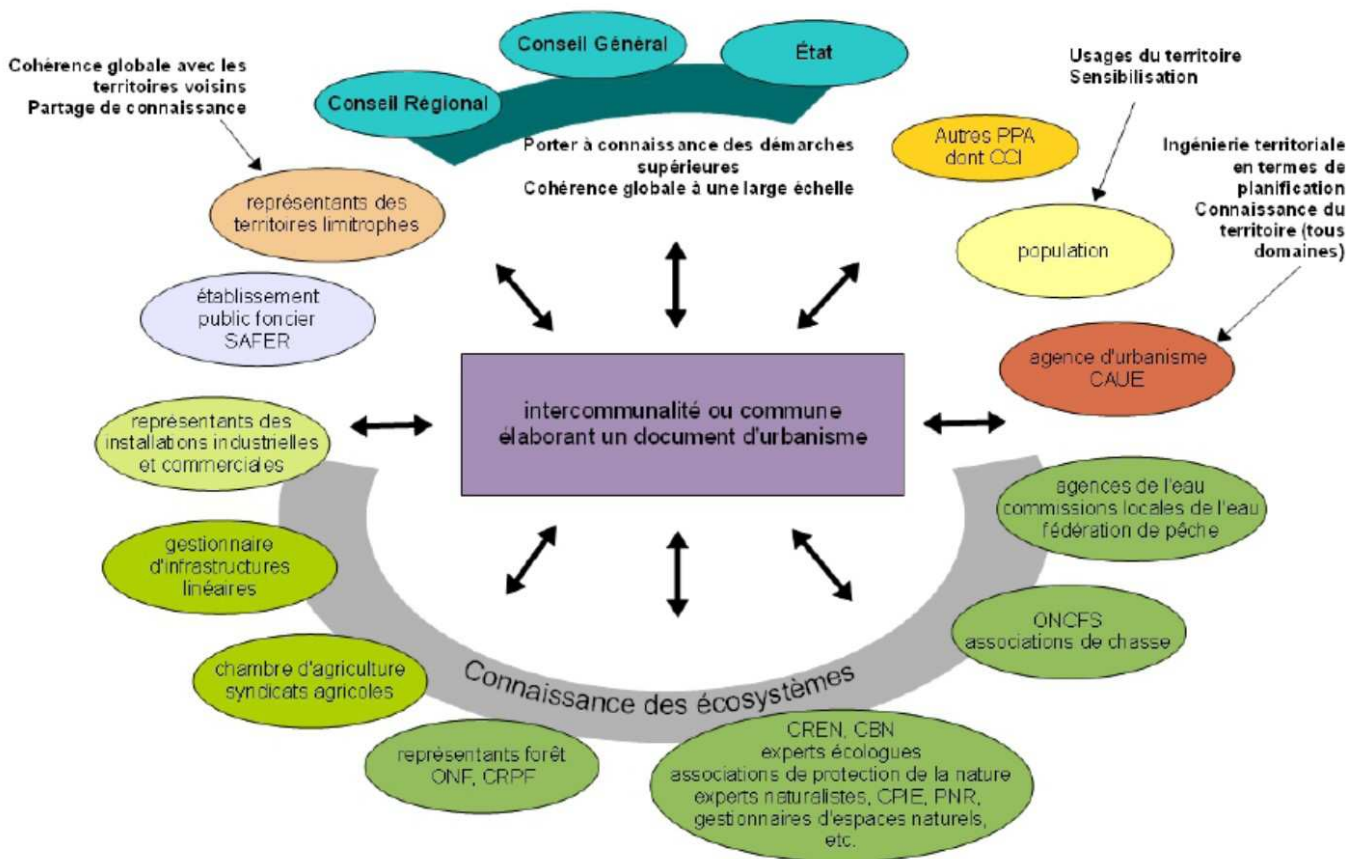 Conseil Général
État
Conseil Régional
Cohérence globale avec les
territoires voisins
Partage de connaissance
Usages du territoire
Sensibilisation
Porter à connaissance des démarches
supérieures
Cohérence globale à une large échelle
Autres PPA
dont CCI
Ingénierie territoriale
en termes de
planification
Connaissance du
territoire (tous
domaines)
représentants des
territoires limitrophes
population
établissement
public foncier
SAFER
agence d'urbanisme
CAUE
intercommunalité ou commune
élaborant un document d'urbanisme
représentants des
installations industrielles
et commerciales
agences de l'eau
commissions locales de l'eau
fédération de pêche
gestionnaire
d'infrastructures
linéaires
ONCFS
associations de chasse
chambre d'agriculture
syndicats agricoles
Connaissance des écosystèmes
représentants forêt
ONF, CRPF
CREN, CBN
experts écologues
associations de protection de la nature
experts naturalistes, CPIE, PNR,
gestionnaires d'espaces naturels,
etc.